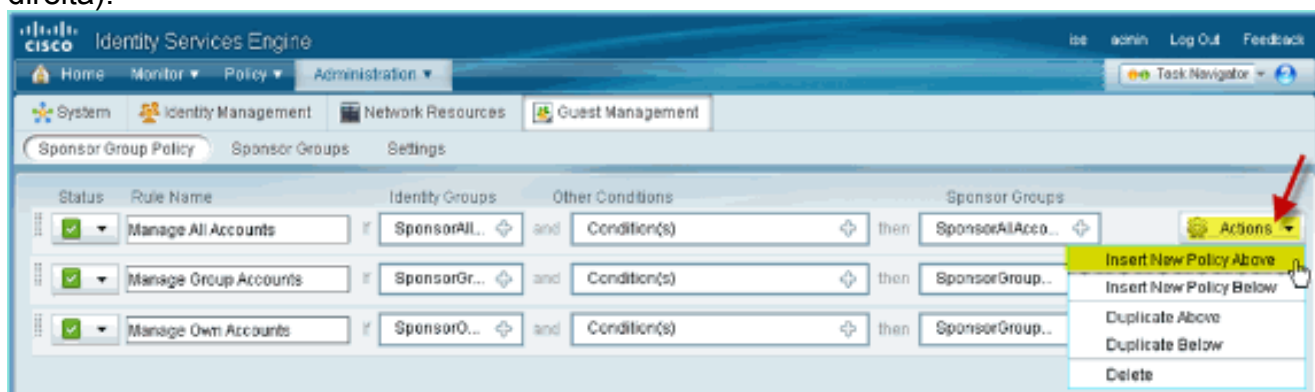 direita).
cisco Identity Services Engine ise admin Log Out Feedback
Home Monitor Policy Administration Task Navigator
System Identity Management Network Resources Guest Management
Sponsor Group Policy Sponsor Groups Settings
Status Rule Name Identity Groups Other Conditions Sponsor Groups
Manage All Accounts If SponsorAll... and Condition(s) then SponsorAllAcco... Actions
Insert New Policy Above
Manage Group Accounts If SponsorGr... and Condition(s) then SponsorGroup...
Insert New Policy Below
Duplicate Above
Manage Own Accounts If SponsorO... and Condition(s) then SponsorGroup...
Duplicate Below
Delete